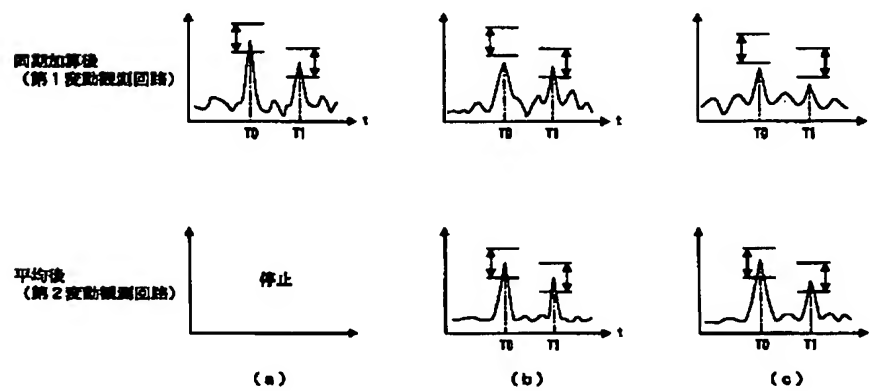 同期加算後
(第1変動観測回路)
T0 T1 t
T0 T1 t
T0 T1 t
平均後
(第2変動観測回路)
停止
T0 T1 t
T0 T1 t
(a) (b) (c)